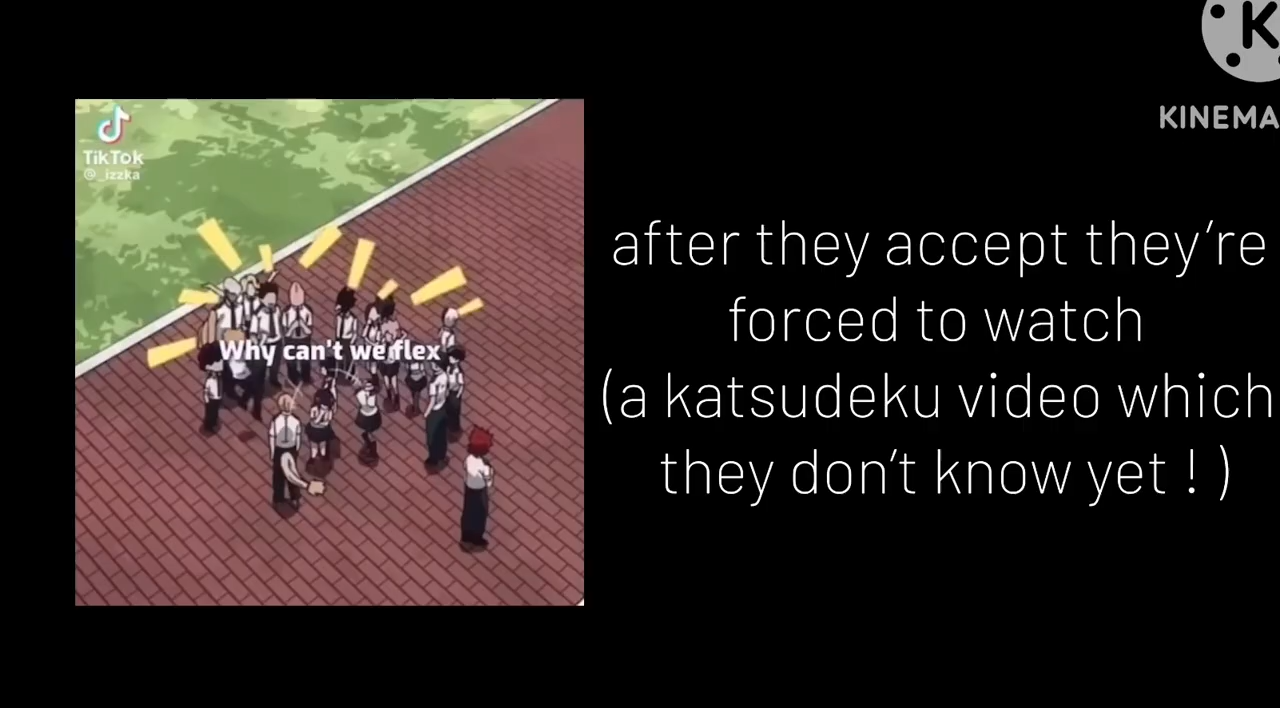 TikTok
@_izzka
Why can't we flex
K
KINEMA
after they accept they're
forced to watch
(a katsudeku video which
they don't know yet ! )